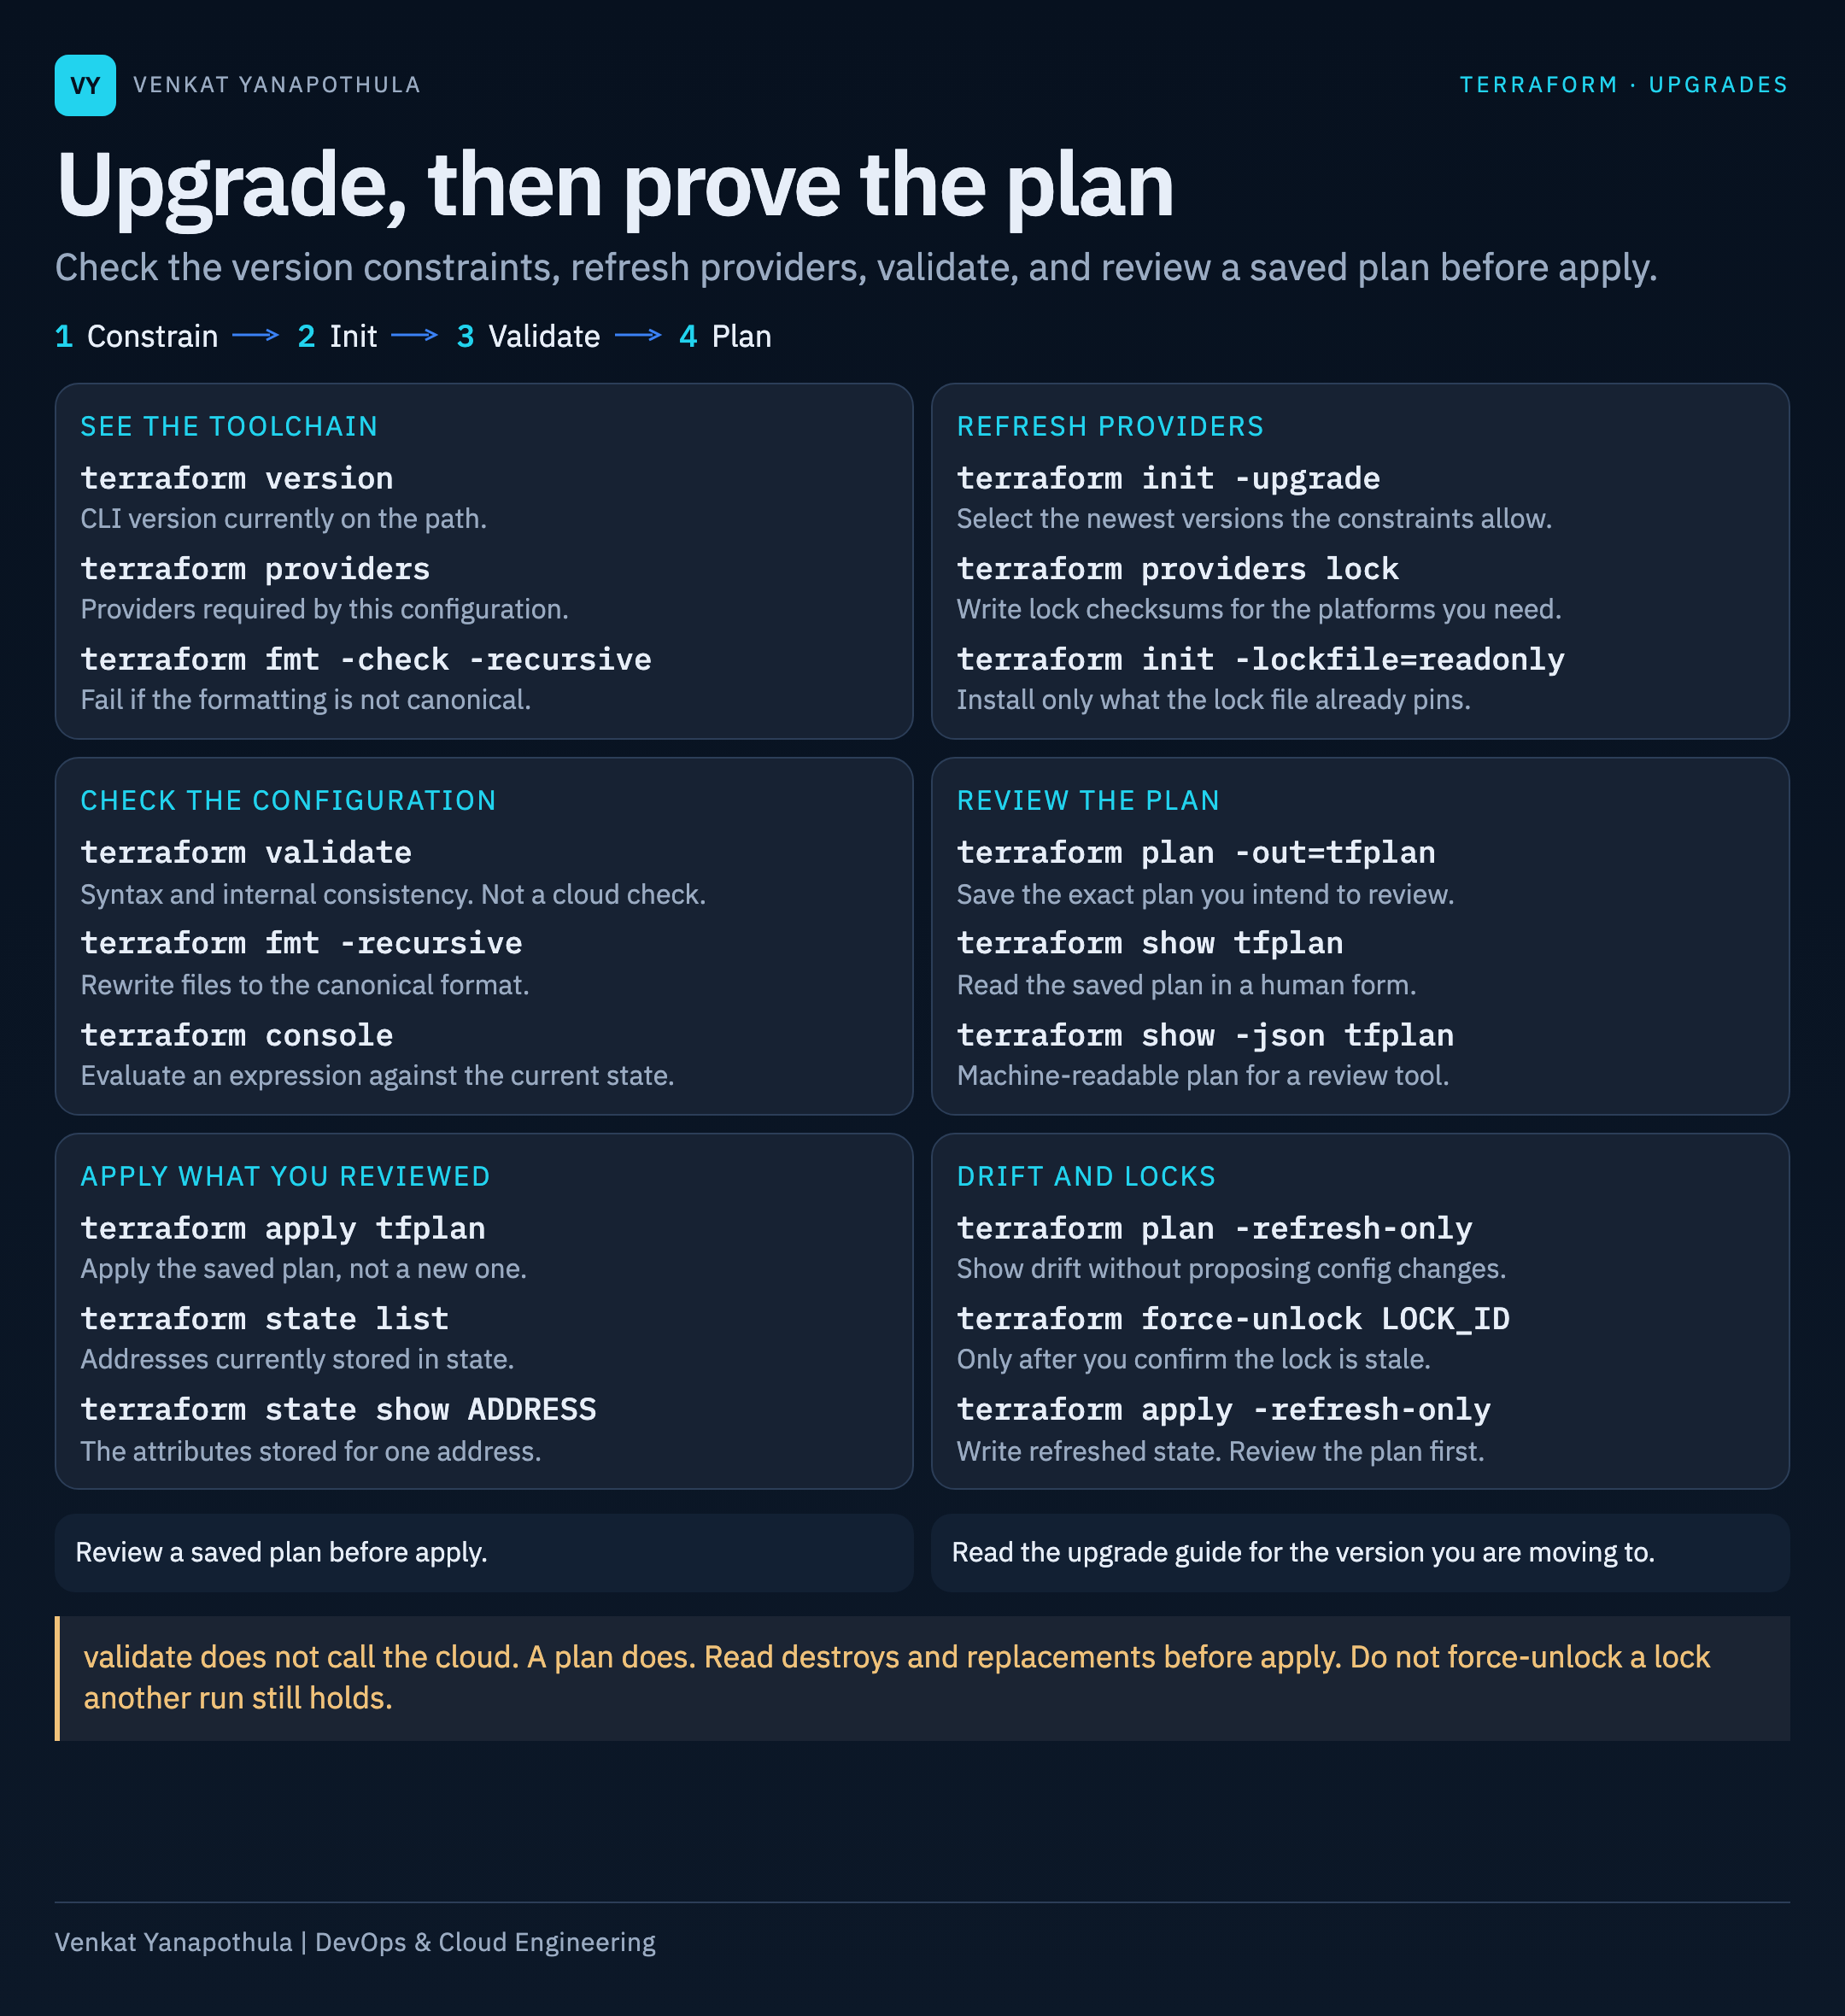 VY
VENKAT YANAPOTHULA
TERRAFORM · UPGRADES
Upgrade, then prove the plan
Check the version constraints, refresh providers, validate, and review a saved plan before apply.
1 Constrain → 2 Init → 3 Validate → 4 Plan
SEE THE TOOLCHAIN
terraform version
CLI version currently on the path.
terraform providers
Providers required by this configuration.
terraform fmt -check -recursive
Fail if the formatting is not canonical.
REFRESH PROVIDERS
terraform init -upgrade
Select the newest versions the constraints allow.
terraform providers lock
Write lock checksums for the platforms you need.
terraform init -lockfile=readonly
Install only what the lock file already pins.
CHECK THE CONFIGURATION
terraform validate
Syntax and internal consistency. Not a cloud check.
terraform fmt -recursive
Rewrite files to the canonical format.
terraform console
Evaluate an expression against the current state.
REVIEW THE PLAN
terraform plan -out=tfplan
Save the exact plan you intend to review.
terraform show tfplan
Read the saved plan in a human form.
terraform show -json tfplan
Machine-readable plan for a review tool.
APPLY WHAT YOU REVIEWED
terraform apply tfplan
Apply the saved plan, not a new one.
terraform state list
Addresses currently stored in state.
terraform state show ADDRESS
The attributes stored for one address.
DRIFT AND LOCKS
terraform plan -refresh-only
Show drift without proposing config changes.
terraform force-unlock LOCK_ID
Only after you confirm the lock is stale.
terraform apply -refresh-only
Write refreshed state. Review the plan first.
Review a saved plan before apply.
Read the upgrade guide for the version you are moving to.
validate does not call the cloud. A plan does. Read destroys and replacements before apply. Do not force-unlock a lock
another run still holds.
Venkat Yanapothula | DevOps & Cloud Engineering